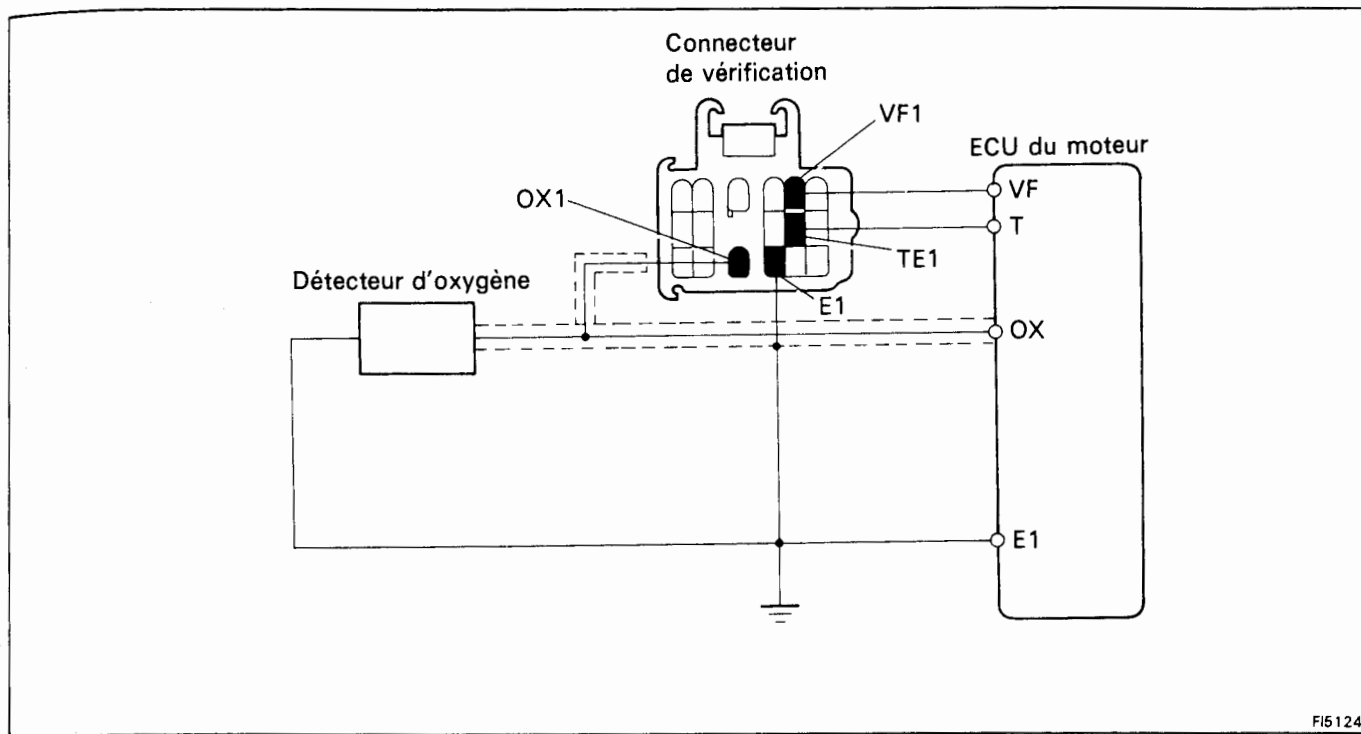 Connecteur
de vérification
VF1
ECU du moteur
VF
OX1
T
TE1
Détecteur d'oxygène
E1
OX
E1
FI5124